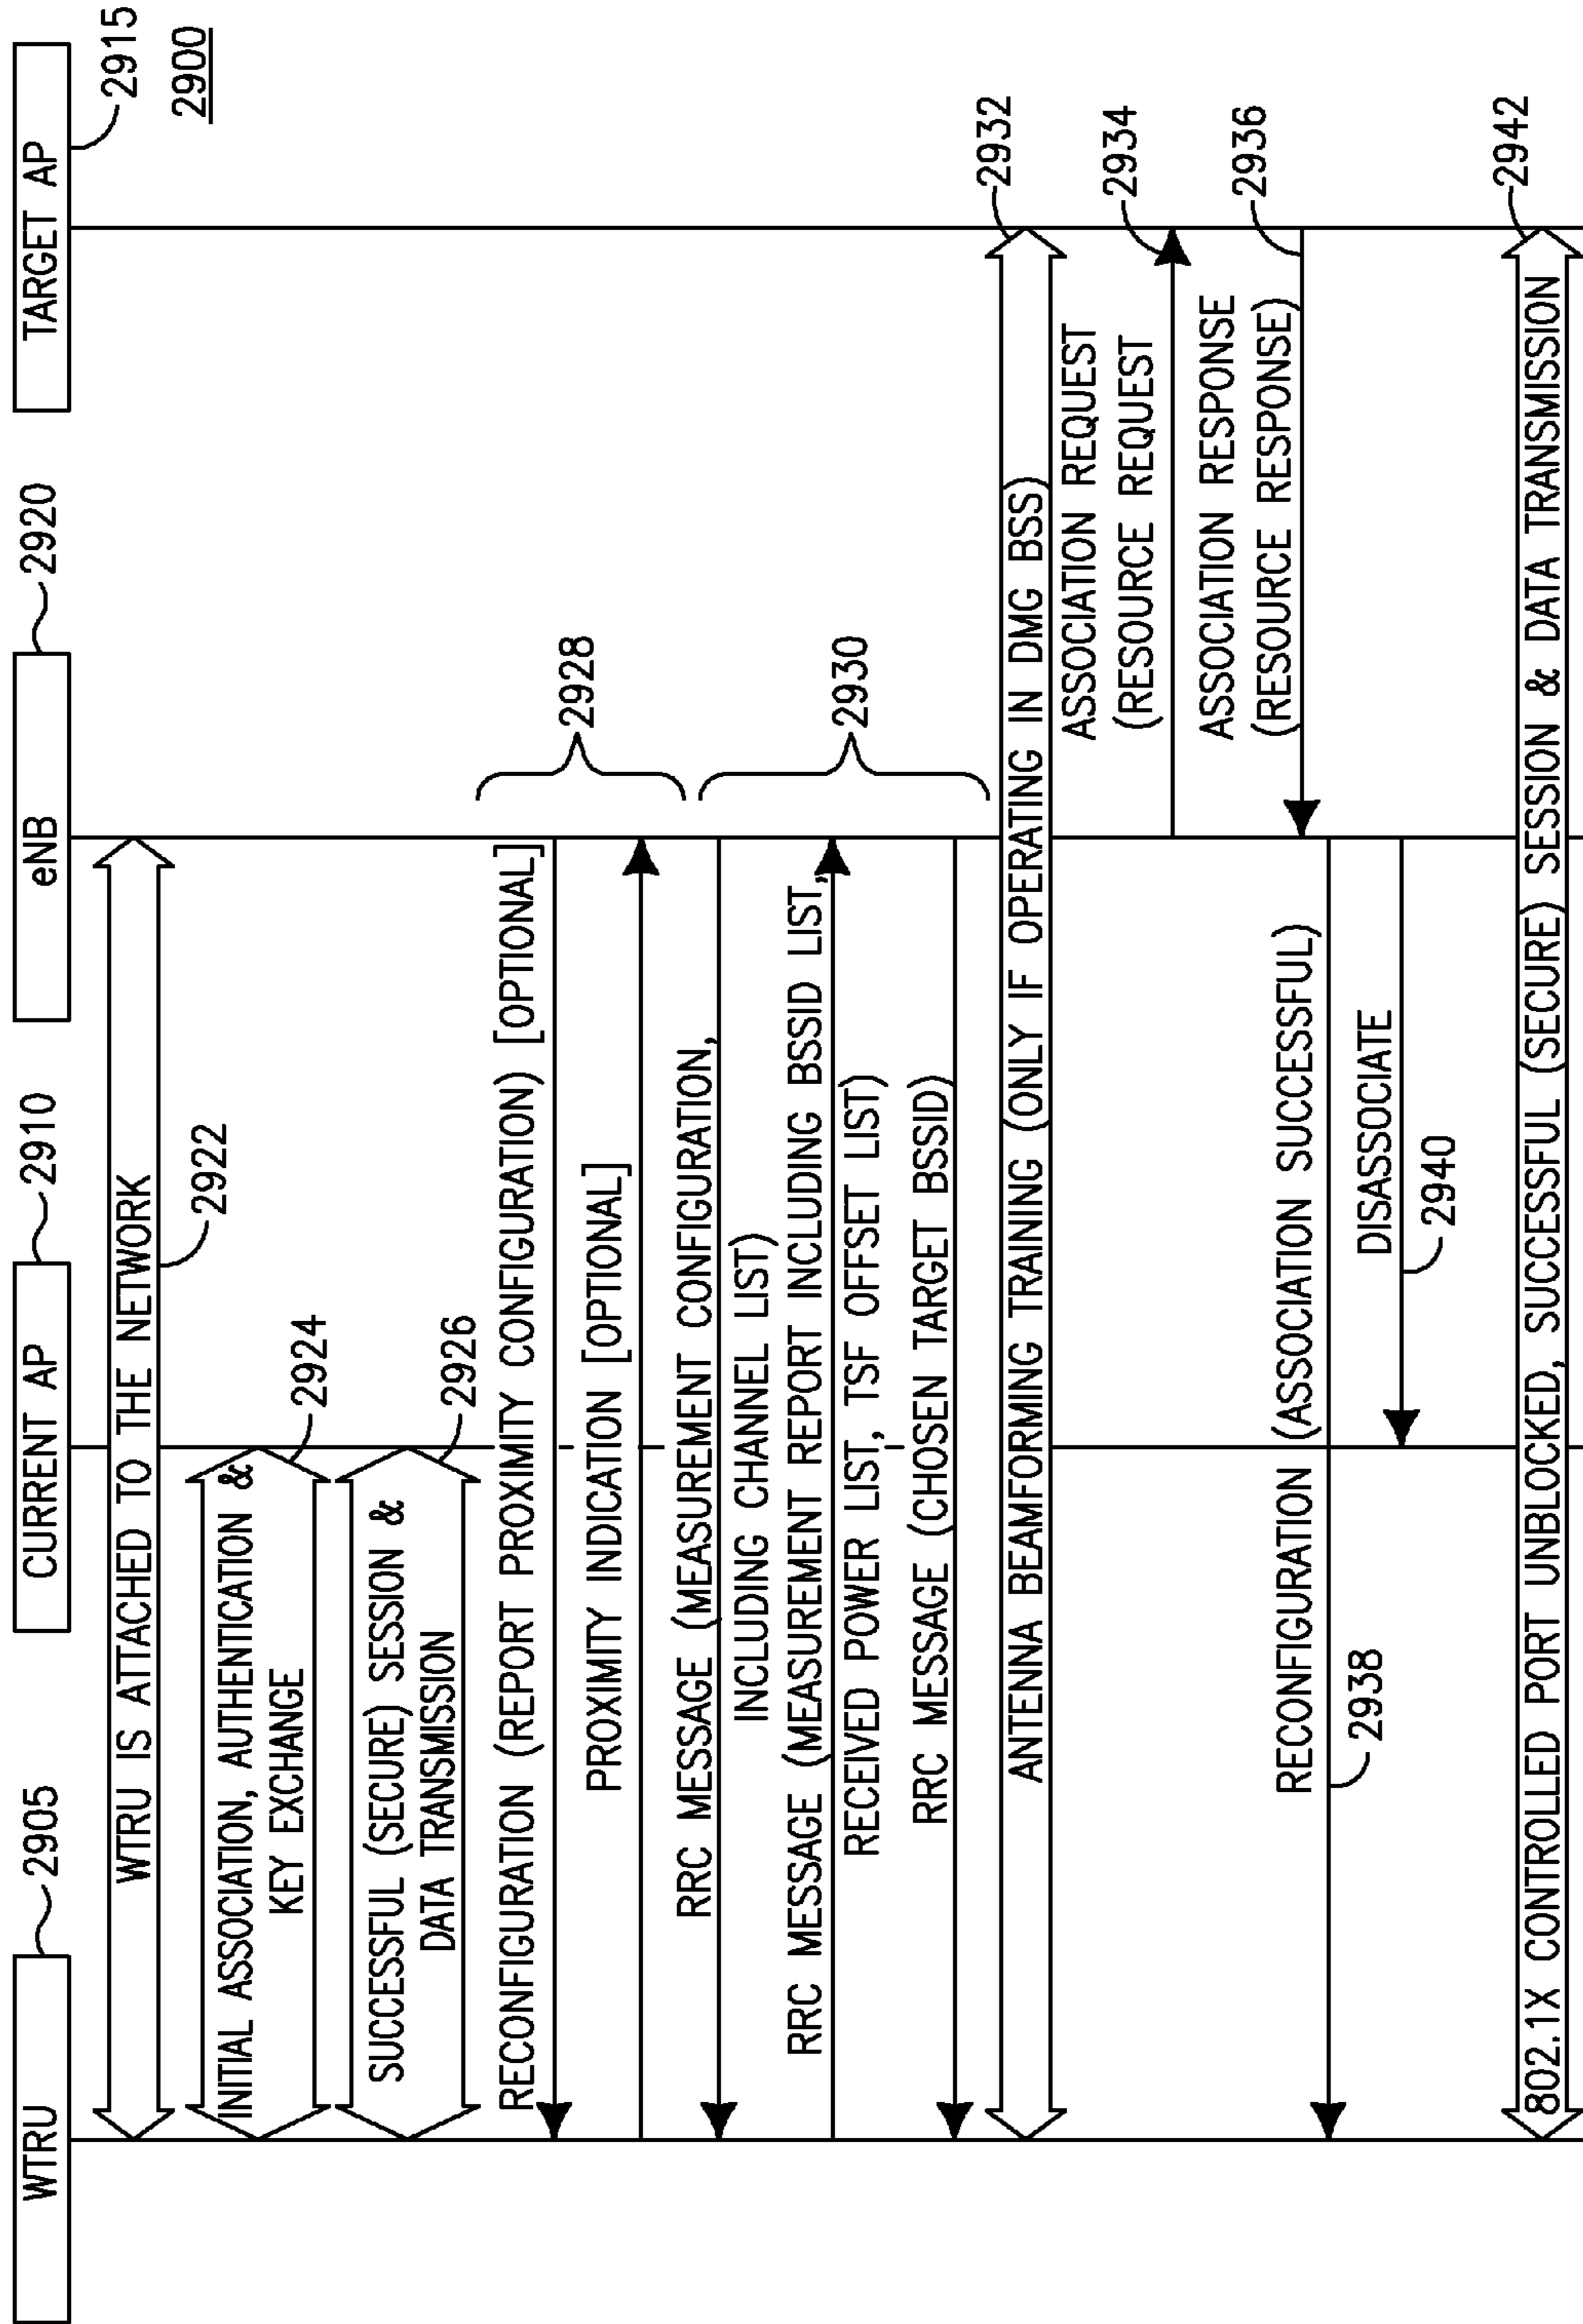 WTRU
2905
CURRENT AP
2910
eNB
2920
TARGET AP
2915
2900
WTRU IS ATTACHED TO THE NETWORK
2922
INITIAL ASSOCIATION, AUTHENTICATION &
KEY EXCHANGE
2924
SUCCESSFUL (SECURE) SESSION &
DATA TRANSMISSION
2926
RECONFIGURATION (REPORT PROXIMITY CONFIGURATION) [OPTIONAL]
PROXIMITY INDICATION [OPTIONAL]
2928
RRC MESSAGE (MEASUREMENT CONFIGURATION,
INCLUDING CHANNEL LIST)
RRC MESSAGE (MEASUREMENT REPORT INCLUDING BSSID LIST,
RECEIVED POWER LIST, TSF OFFSET LIST)
RRC MESSAGE (CHOSEN TARGET BSSID)
2930
ANTENNA BEAMFORMING TRAINING (ONLY IF OPERATING IN DMG BSS)
2932
ASSOCIATION REQUEST
(RESOURCE REQUEST
2934
ASSOCIATION RESPONSE
(RESOURCE RESPONSE)
2936
RECONFIGURATION (ASSOCIATION SUCCESSFUL)
2938
DISASSOCIATE
2940
802.1X CONTROLLED PORT UNBLOCKED, SUCCESSFUL (SECURE) SESSION & DATA TRANSMISSION
2942